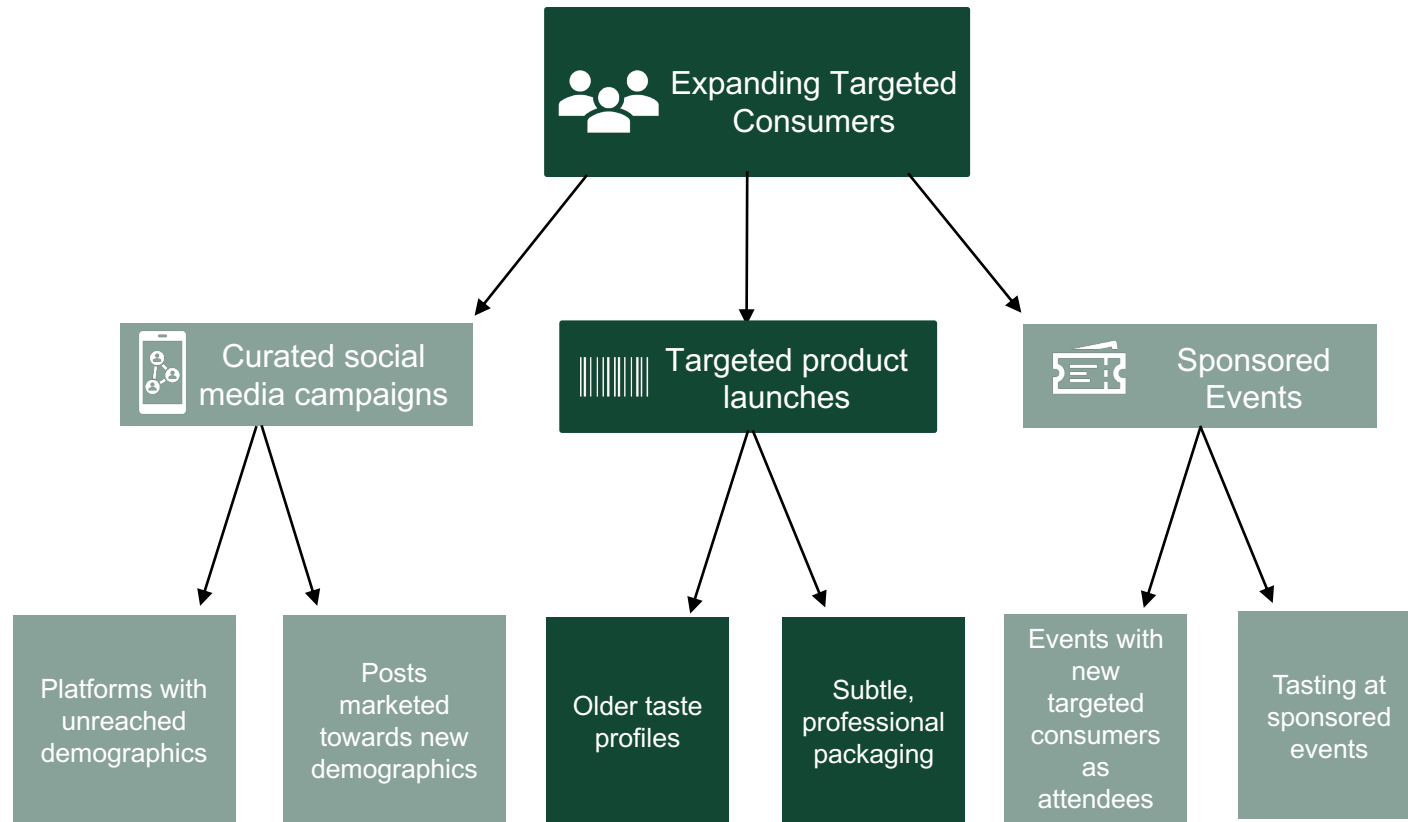 Expanding Targeted
Consumers
Curated social
media campaigns
Targeted product
launches
Sponsored
Events
Platforms with
unreached
demographics
Posts
marketed
towards new
demographics
Older taste
profiles
Subtle,
professional
packaging
Events with
new
targeted
consumers
as
attendees
Tasting at
sponsored
events